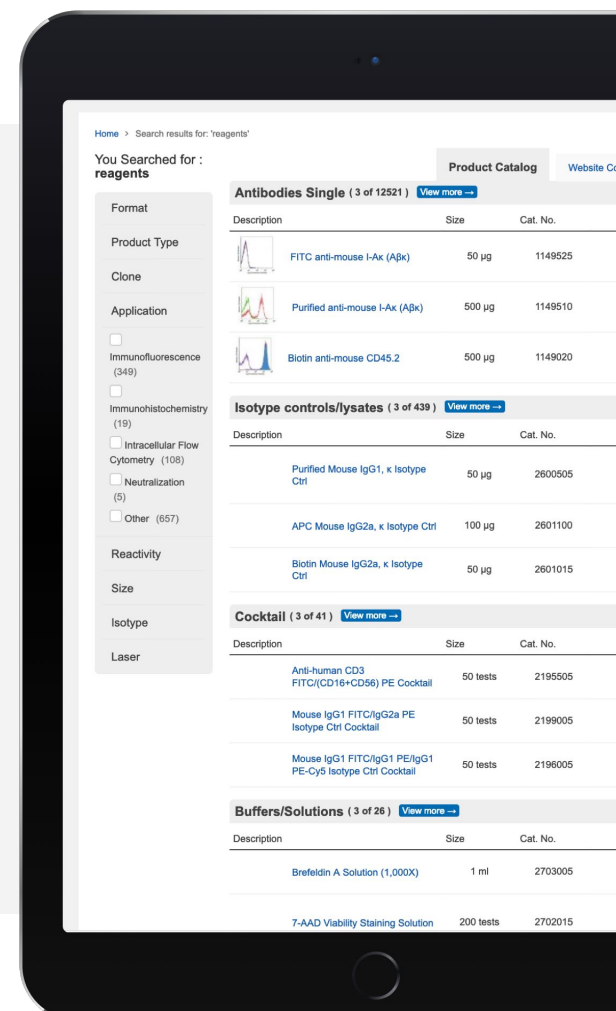 Home > Search results for: 'reagents'
You Searched for :
reagents
Format
Product Type
Clone
Application
Immunofluorescence
(349)
Immunohistochemistry
(19)
Intracellular Flow
Cytometry (108)
Neutralization
(5)
Other (657)
Reactivity
Size
Isotype
Laser
Product Catalog Website Co
Antibodies Single ( 3 of 12521 ) View more →
Description Size Cat. No.
FITC anti-mouse I-Aκ (Aβκ) 50 μg 1149525
Purified anti-mouse I-Aκ (Aβκ) 500 μg 1149510
Biotin anti-mouse CD45.2 500 μg 1149020
Isotype controls/lysates ( 3 of 439 ) View more →
Description Size Cat. No.
Purified Mouse IgG1, κ Isotype
Ctrl 50 μg 2600505
APC Mouse IgG2a, κ Isotype Ctrl 100 μg 2601100
Biotin Mouse IgG2a, κ Isotype
Ctrl 50 μg 2601015
Cocktail ( 3 of 41 ) View more →
Description Size Cat. No.
Anti-human CD3
FITC/(CD16+CD56) PE Cocktail 50 tests 2195505
Mouse IgG1 FITC/IgG2a PE
Isotype Ctrl Cocktail 50 tests 2199005
Mouse IgG1 FITC/IgG1 PE/IgG1
PE-Cy5 Isotype Ctrl Cocktail 50 tests 2196005
Buffers/Solutions ( 3 of 26 ) View more →
Description Size Cat. No.
Brefeldin A Solution (1,000X) 1 ml 2703005
7-AAD Viability Staining Solution 200 tests 2702015